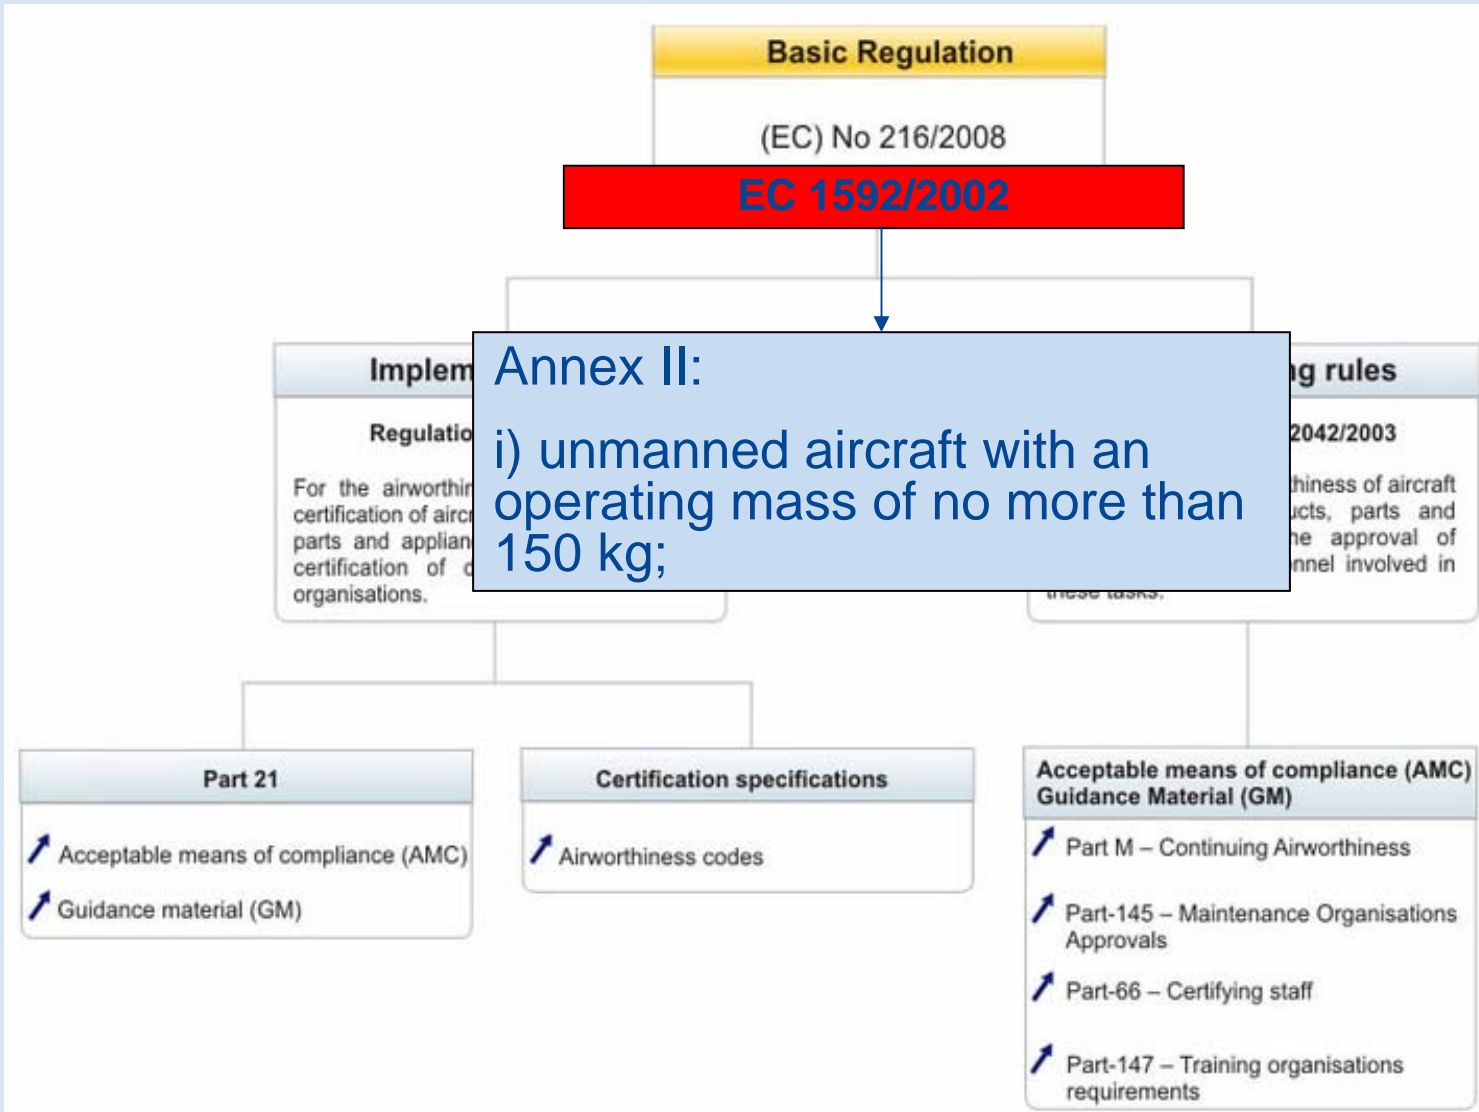 Basic Regulation
(EC) No 216/2008
EC 1592/2002
Annex II:
i) unmanned aircraft with an
operating mass of no more than
150 kg;
Implem
Regulatio
For the airworthin
certification of aircr
parts and applian
certification of
organisations.
g rules
2042/2003
hiness of aircraft
ucts, parts and
he approval of
nnel involved in
these tasks.
Part 21
Acceptable means of compliance (AMC)
Guidance material (GM)
Certification specifications
Airworthiness codes
Acceptable means of compliance (AMC)
Guidance Material (GM)
Part M – Continuing Airworthiness
Part-145 – Maintenance Organisations
Approvals
Part-66 – Certifying staff
Part-147 – Training organisations
requirements